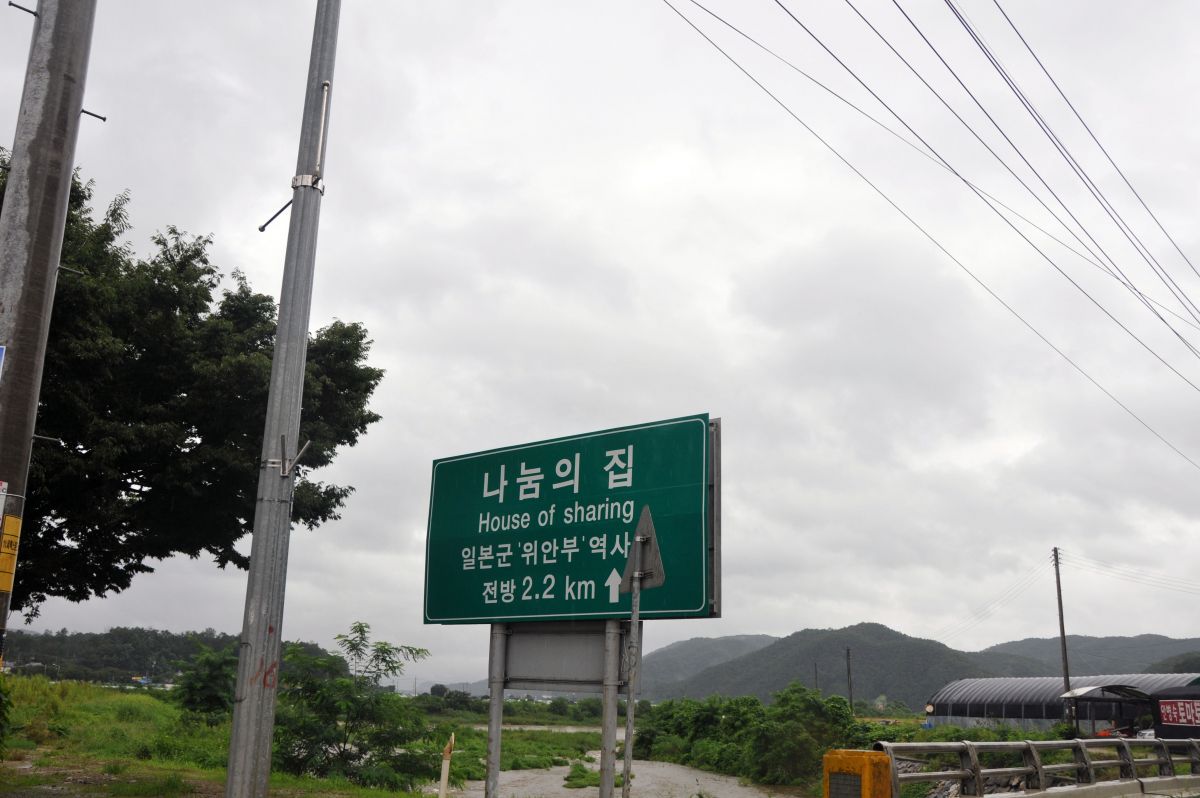 나눔의 집
House of sharing
일본군 '위안부' 역사
전방 2.2 km
16